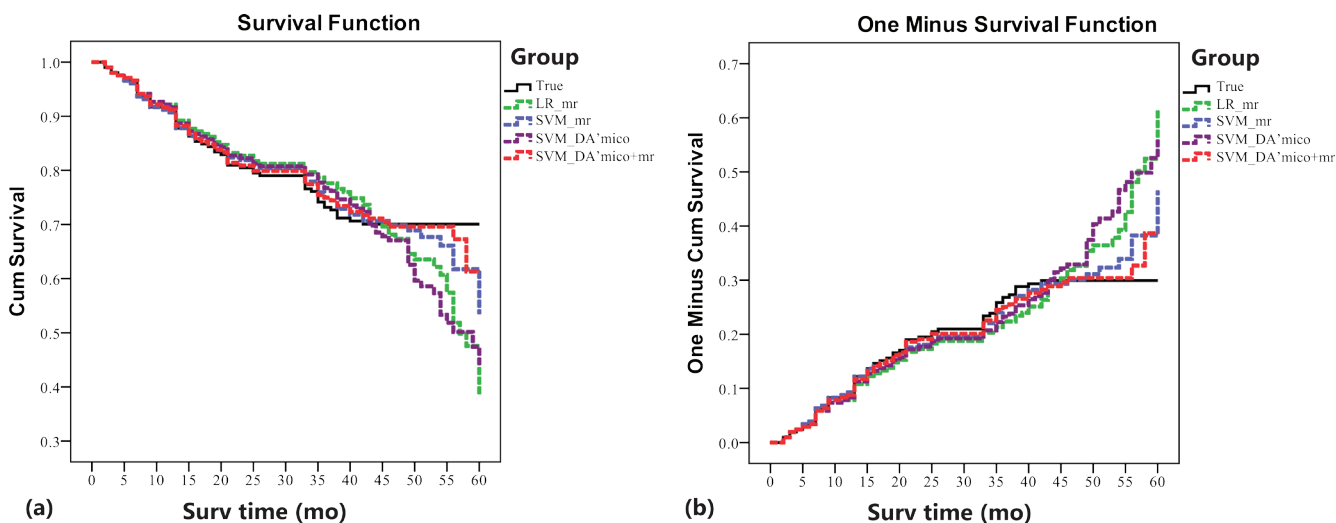 Survival Function
Cum Survival
1.0
0.9
0.8
0.7
0.6
0.5
0.4
0.3
0 5 10 15 20 25 30 35 40 45 50 55 60
Surv time (mo)
(a)
Group
True
LR_mr
SVM_mr
SVM_DA’mico
SVM_DA’mico+mr
One Minus Survival Function
One Minus Cum Survival
0.7
0.6
0.5
0.4
0.3
0.2
0.1
0.0
0 5 10 15 20 25 30 35 40 45 50 55 60
Surv time (mo)
(b)
Group
True
LR_mr
SVM_mr
SVM_DA’mico
SVM_DA’mico+mr